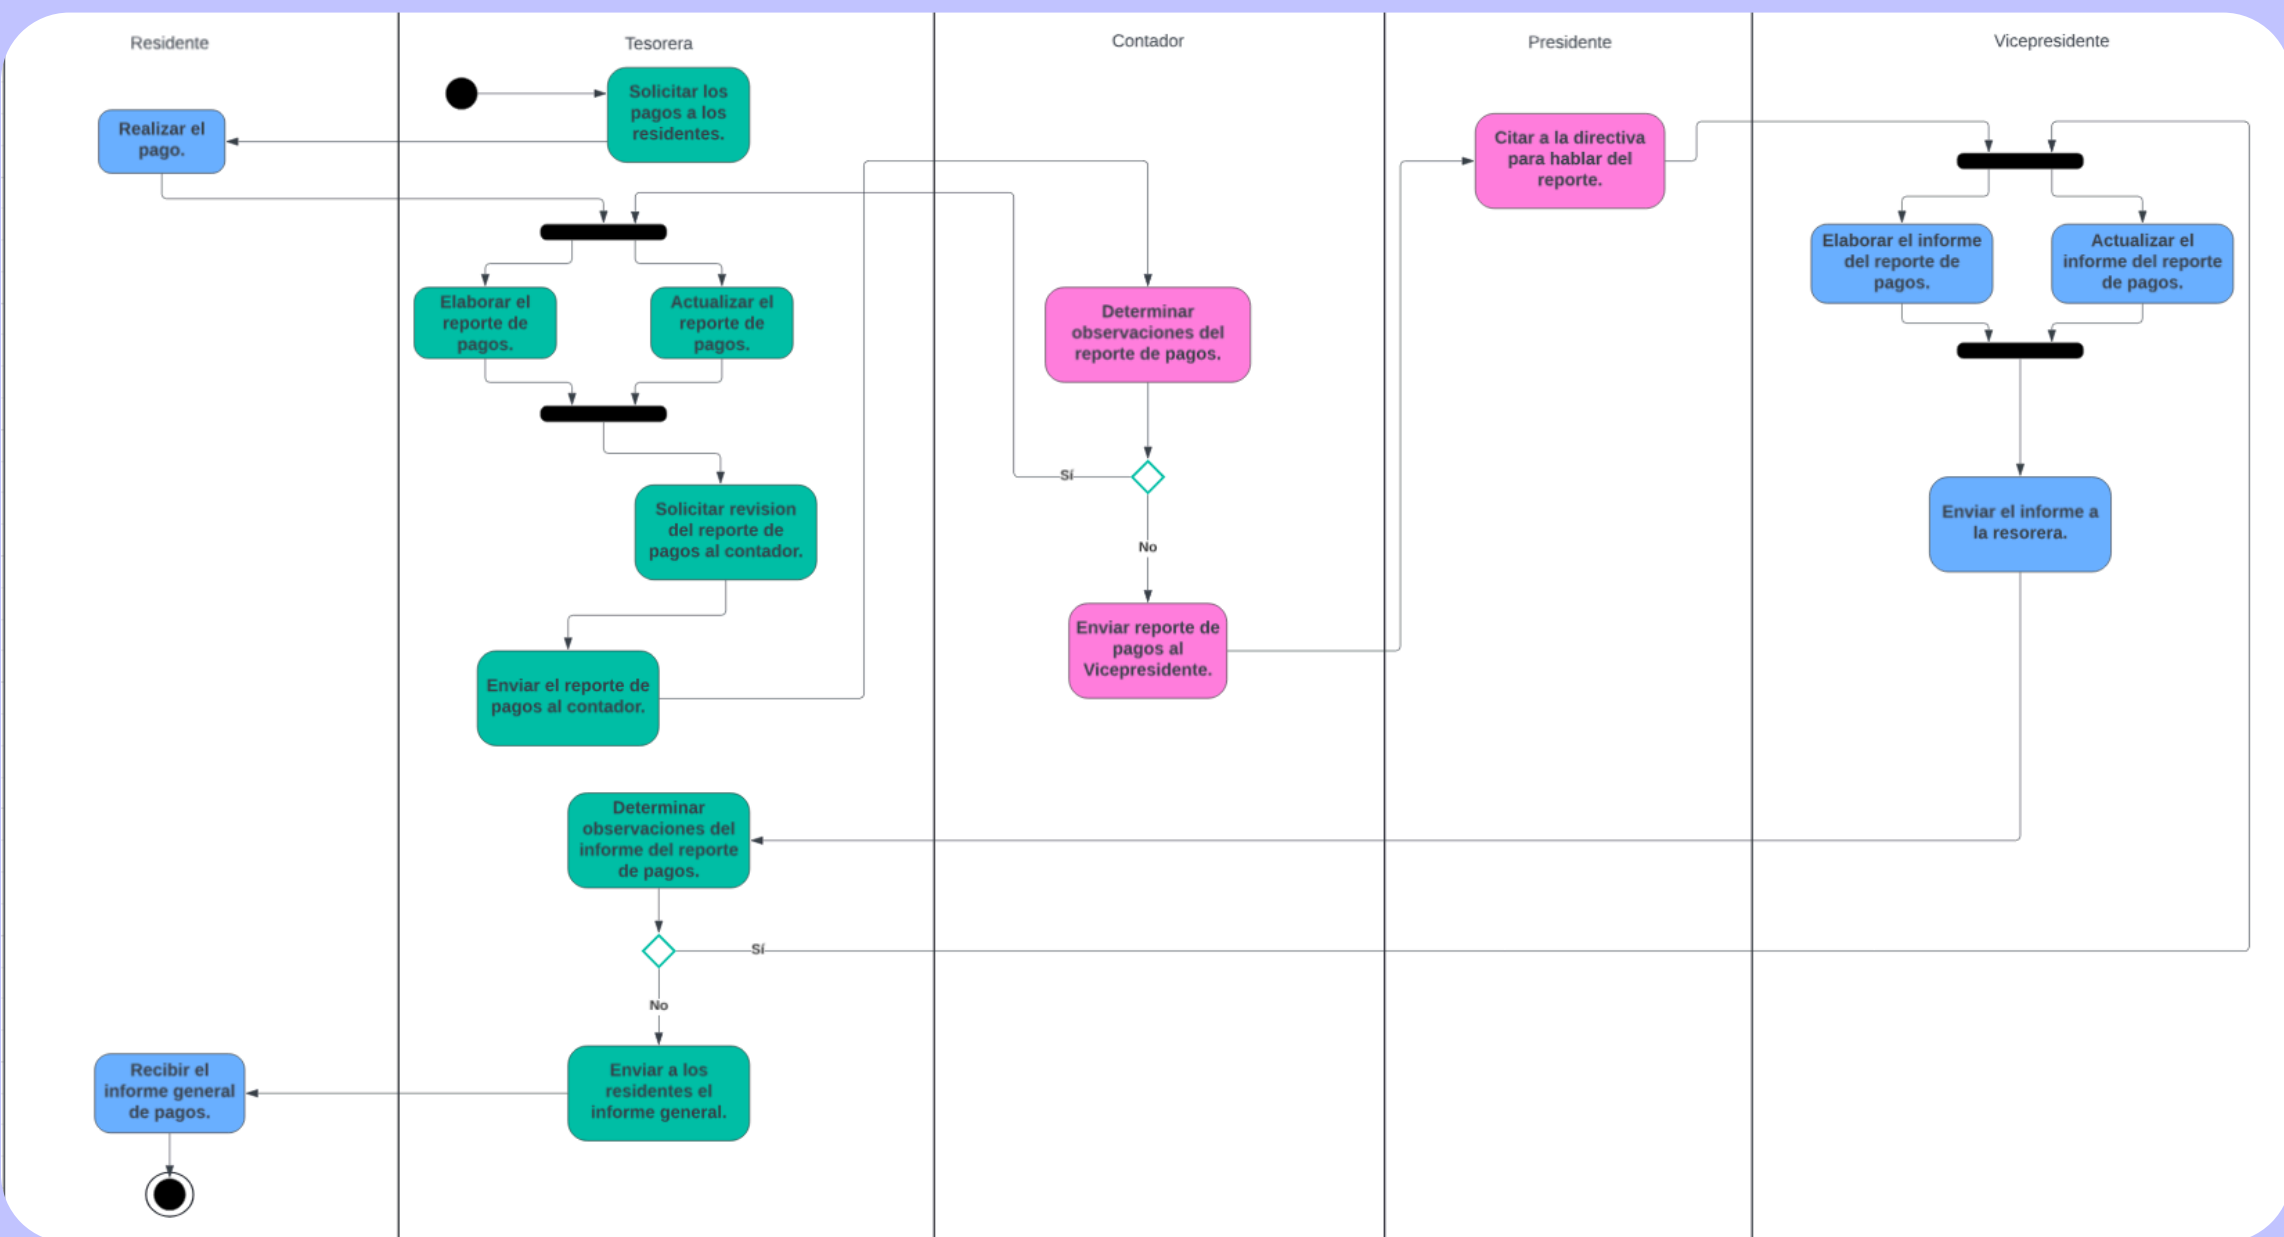 Residente
Tesorera
Contador
Presidente
Vicepresidente
Solicitar los
pagos a los
residentes.
Realizar el
pago.
Elaborar el
reporte de
pagos.
Actualizar el
reporte de
pagos.
Solicitar revision
del reporte de
pagos al contador.
Enviar el reporte de
pagos al contador.
Determinar
observaciones del
reporte de pagos.
Sí
No
Enviar reporte de
pagos al
Vicepresidente.
Citar a la directiva
para hablar del
reporte.
Elaborar el informe
del reporte de
pagos.
Actualizar el
informe del reporte
de pagos.
Enviar el informe a
la resorera.
Determinar
observaciones del
informe del reporte
de pagos.
Sí
No
Enviar a los
residentes el
informe general.
Recibir el
informe general
de pagos.